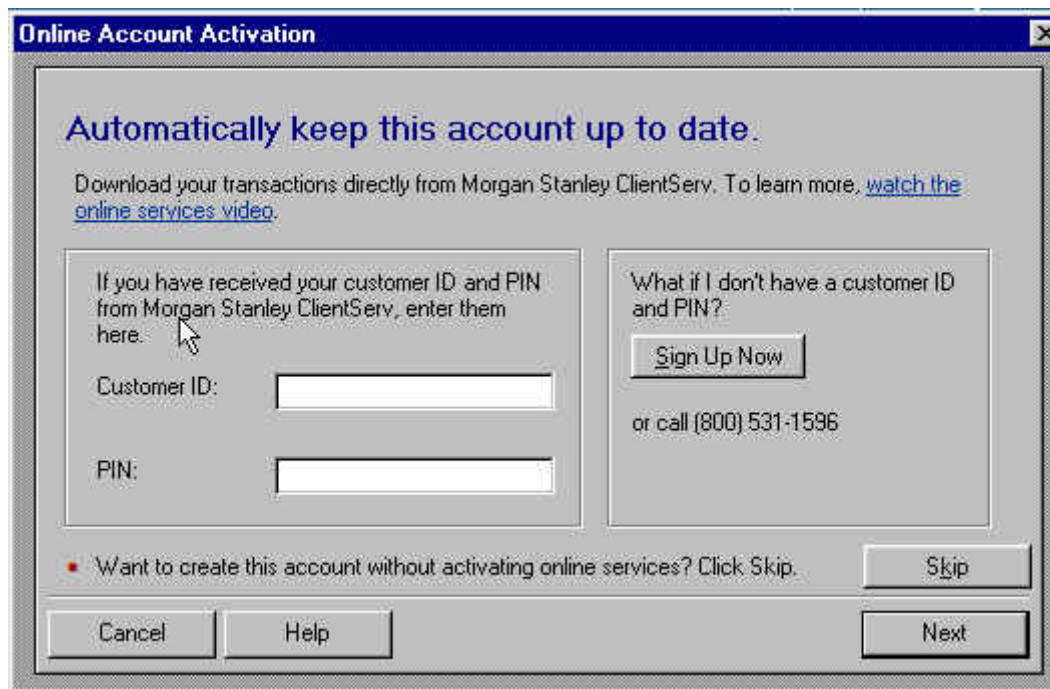 Online Account Activation
Automatically keep this account up to date.
Download your transactions directly from Morgan Stanley ClientServ. To learn more, watch the
online services video.
If you have received your customer ID and PIN
from Morgan Stanley ClientServ, enter them
here.
Customer ID:
PIN:
What if I don't have a customer ID
and PIN?
Sign Up Now
or call (800) 531-1596
Want to create this account without activating online services? Click Skip.
Skip
Cancel
Help
Next